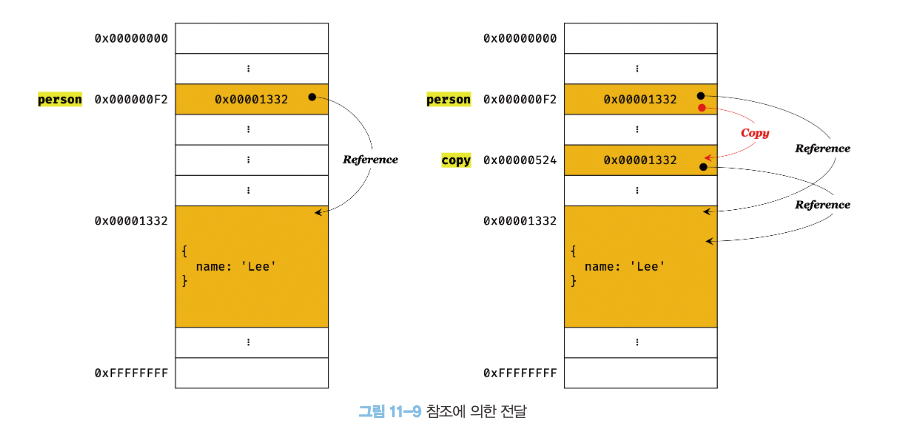 0x00000000
⋮
person 0x000000F2 0x00001332
⋮
⋮
Reference
⋮
0x00001332
{
name: 'Lee'
}
⋮
0xFFFFFFFF
0x00000000
⋮
person 0x000000F2 0x00001332
⋮
Copy
Reference
copy 0x00000524 0x00001332
⋮
Reference
0x00001332
{
name: 'Lee'
}
⋮
0xFFFFFFFF
그림 11-9 참조에 의한 전달